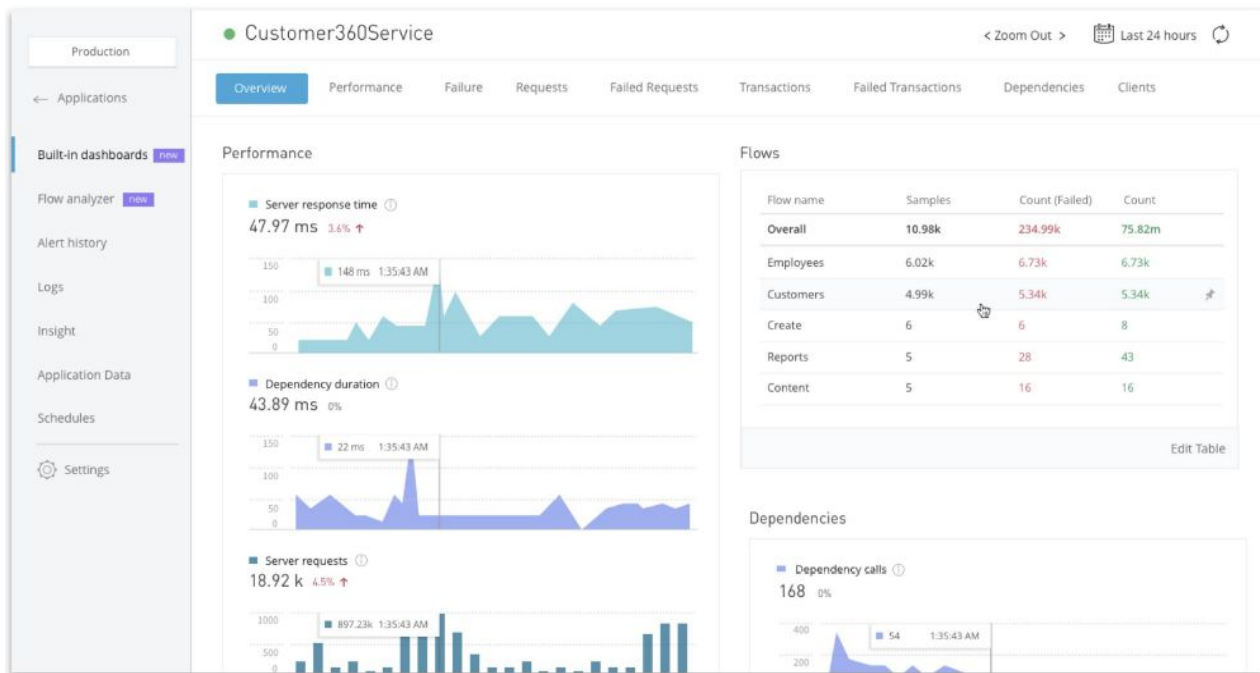 Production
Applications
Built-in dashboards new
Flow analyzer new
Alert history
Logs
Insight
Application Data
Schedules
Settings
Customer360Service
< Zoom Out >
Last 24 hours
Overview Performance Failure Requests Failed Requests Transactions Failed Transactions Dependencies Clients
Performance
Server response time
47.97 ms 3.6% ↑
150
148 ms 1:35:43 AM
100
50
0
Dependency duration
43.89 ms 0%
150
22 ms 1:35:43 AM
100
50
0
Server requests
18.92 k 4.5% ↑
1000
897.23k 1:35:43 AM
500
0
Flows
Flow name Samples Count (Failed) Count
Overall 10.98k 234.99k 75.82m
Employees 6.02k 6.73k 6.73k
Customers 4.99k 5.34k 5.34k
Create 6 6 8
Reports 5 28 43
Content 5 16 16
Edit Table
Dependencies
Dependency calls
168 0%
400
54 1:35:43 AM
200